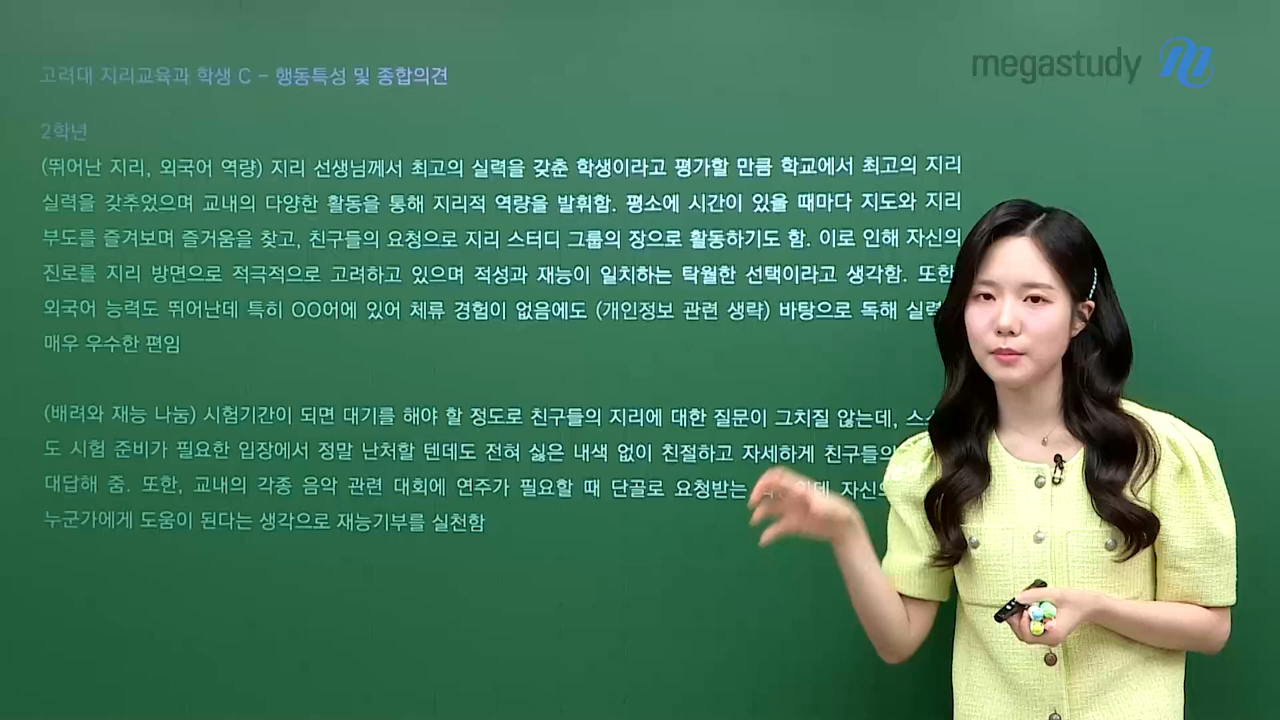 고려대 지리교육과 학생 C - 행동특성 및 종합의견
megastudy
2학년
(뛰어난 지리, 외국어 역량) 지리 선생님께서 최고의 실력을 갖춘 학생이라고 평가할 만큼 학교에서 최고의 지리
실력을 갖추었으며 교내의 다양한 활동을 통해 지리적 역량을 발휘함. 평소에 시간이 있을 때마다 지도와 지리
부도를 즐겨보며 즐거움을 찾고, 친구들의 요청으로 지리 스터디 그룹의 장으로 활동하기도 함. 이로 인해 자신의
진로를 지리 방면으로 적극적으로 고려하고 있으며 적성과 재능이 일치하는 탁월한 선택이라고 생각함. 또한
외국어 능력도 뛰어난데 특히 OO어에 있어 체류 경험이 없음에도 (개인정보 관련 생략) 바탕으로 독해 실력
매우 우수한 편임
(배려와 재능 나눔) 시험기간이 되면 대기를 해야 할 정도로 친구들의 지리에 대한 질문이 그치질 않는데,
도 시험 준비가 필요한 입장에서 정말 난처할 텐데도 전혀 싫은 내색 없이 친절하고 자세하게 친구들의
대답해 줌. 또한, 교내의 각종 음악 관련 대회에 연주가 필요할 때 단골로 요청받는
누군가에게 도움이 된다는 생각으로 재능기부를 실천함